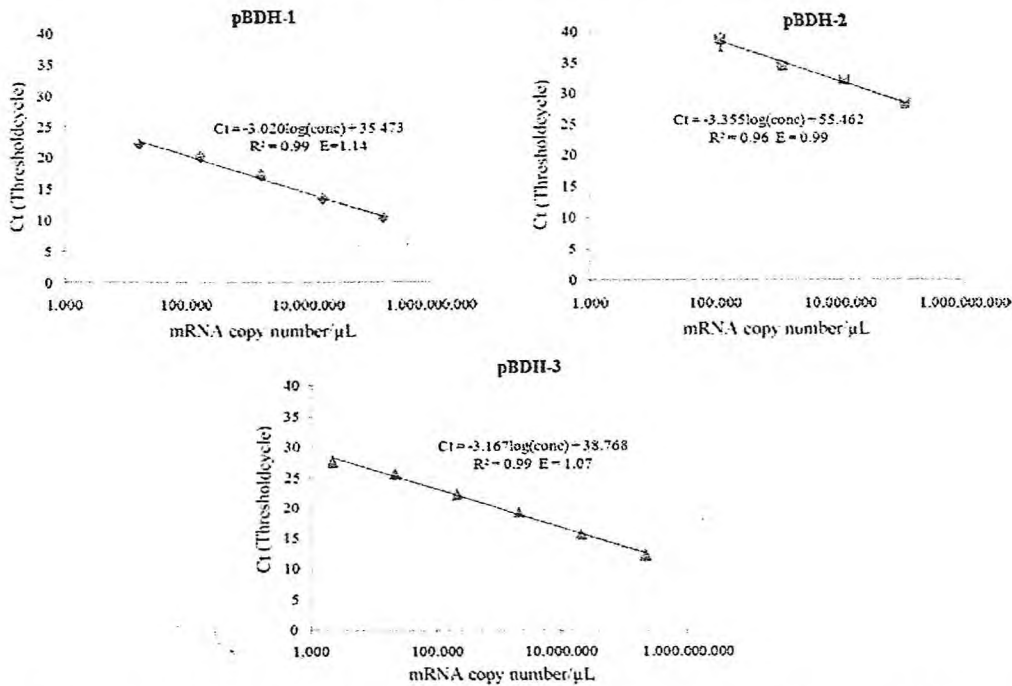 pBDH-1
40
35
30
25
20
15
10
5
0
Ct (Thresholdcycle)
Ct = -3.020log(conc) + 35.473
R² = 0.99 E=1.14
1.000 100.000 10.000.000 1.000.000.000
mRNA copy number/µL
pBDH-2
40
35
30
25
20
15
10
5
0
Ct (Thresholdcycle)
Ct = -3.355log(conc) + 55.462
R² = 0.96 E = 0.99
1.000 100.000 10.000.000 1.000.000.000
mRNA copy number/µL
pBDH-3
40
35
30
25
20
15
10
5
0
Ct (Thresholdcycle)
Ct = -3.167log(conc) + 38.768
R² = 0.99 E = 1.07
1.000 100.000 10.000.000 1.000.000.000
mRNA copy number/µL